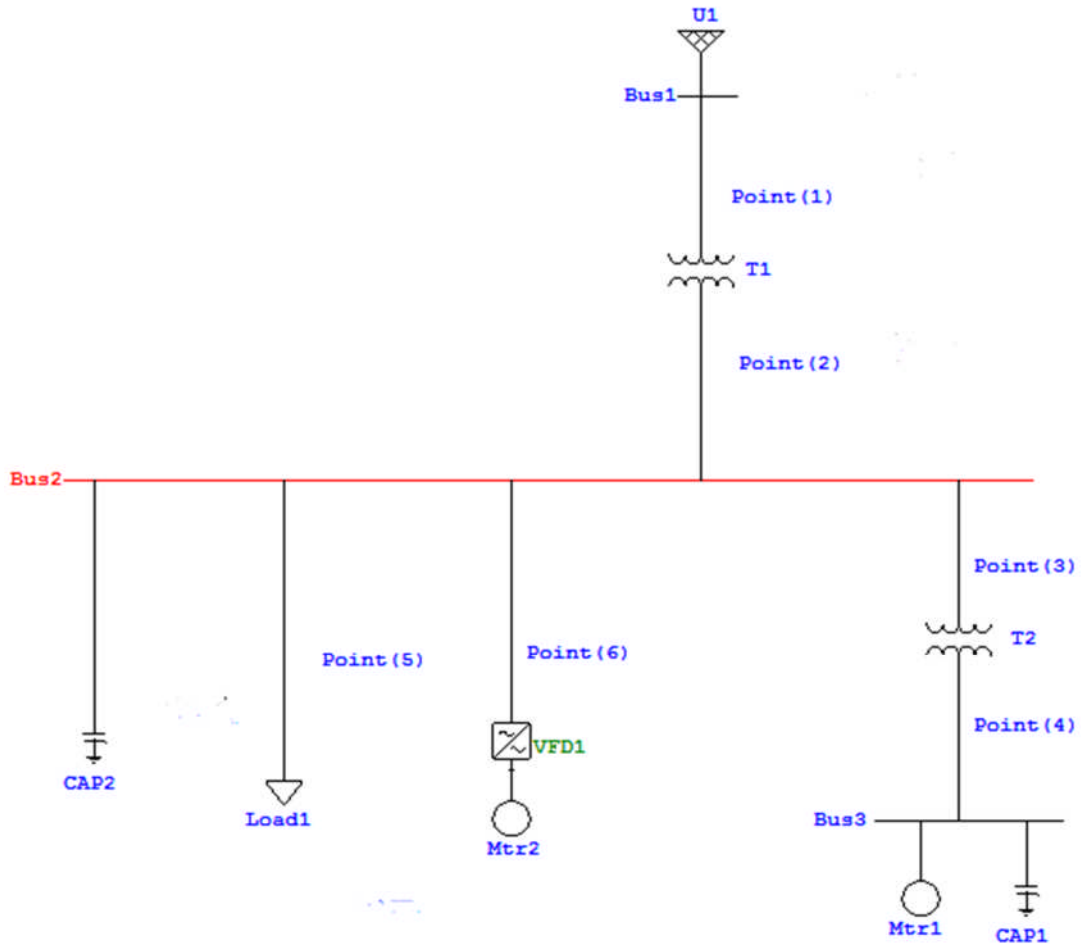 U1
Bus1
Point(1)
T1
Point(2)
Bus2
Point(3)
T2
Point(5)
Point(6)
Point(4)
VFD1
CAP2
Load1
Mtr2
Bus3
Mtr1
CAP1